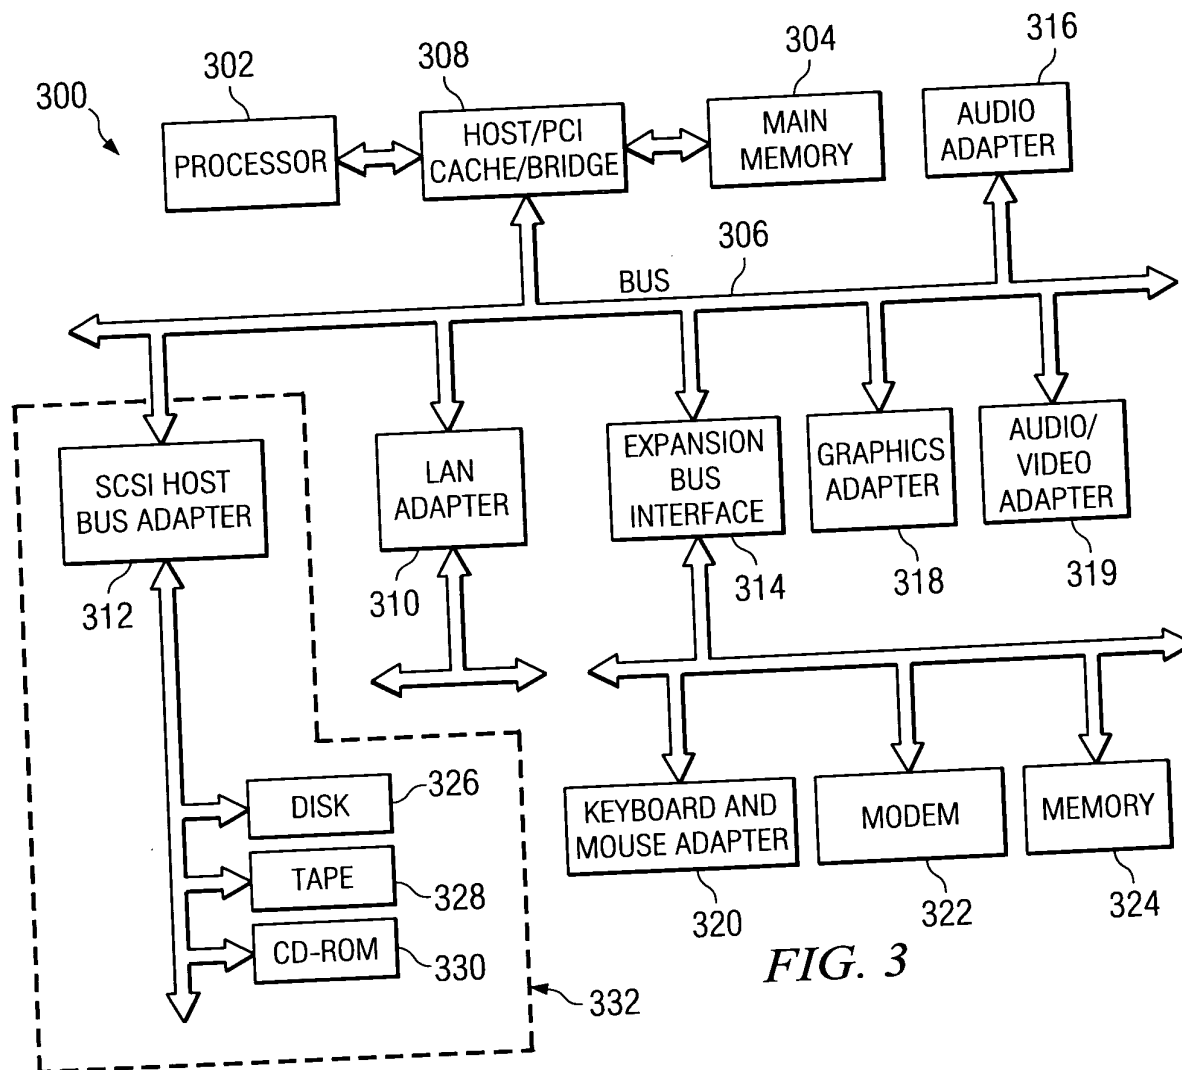 300
302
308
304
316
PROCESSOR
HOST/PCI
CACHE/BRIDGE
MAIN
MEMORY
AUDIO
ADAPTER
BUS
306
SCSI HOST
BUS ADAPTER
LAN
ADAPTER
EXPANSION
BUS
INTERFACE
GRAPHICS
ADAPTER
AUDIO/
VIDEO
ADAPTER
312
310
314
318
319
DISK
326
TAPE
328
CD-ROM
330
332
KEYBOARD AND
MOUSE ADAPTER
MODEM
MEMORY
320
322
324
FIG. 3